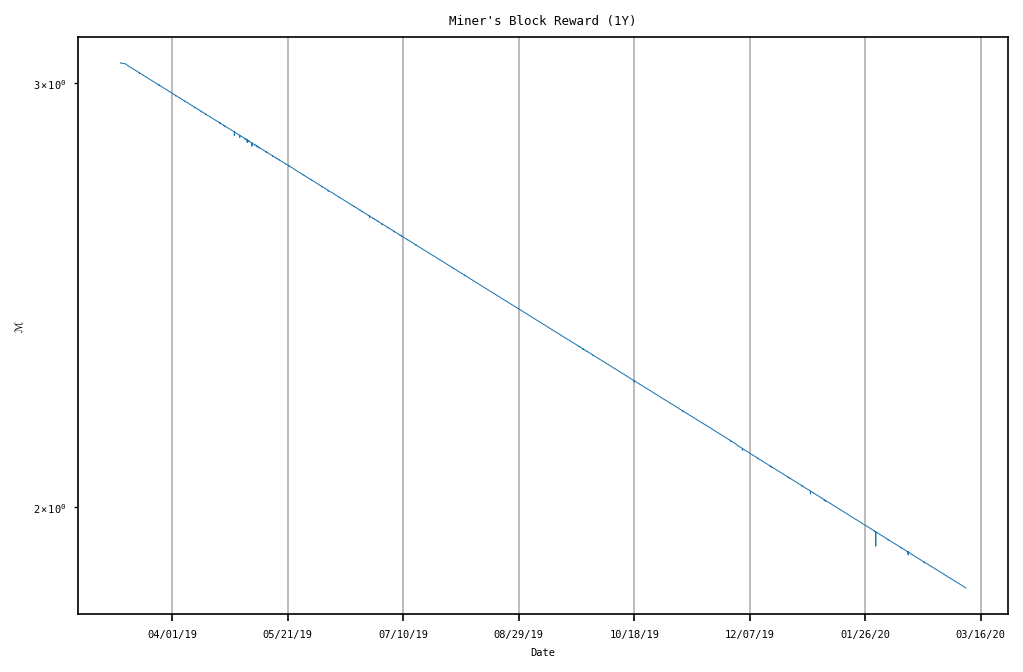 Miner's Block Reward (1Y)
3×10⁰
ℳ
2×10⁰
04/01/19 05/21/19 07/10/19 08/29/19 10/18/19 12/07/19 01/26/20 03/16/20
Date